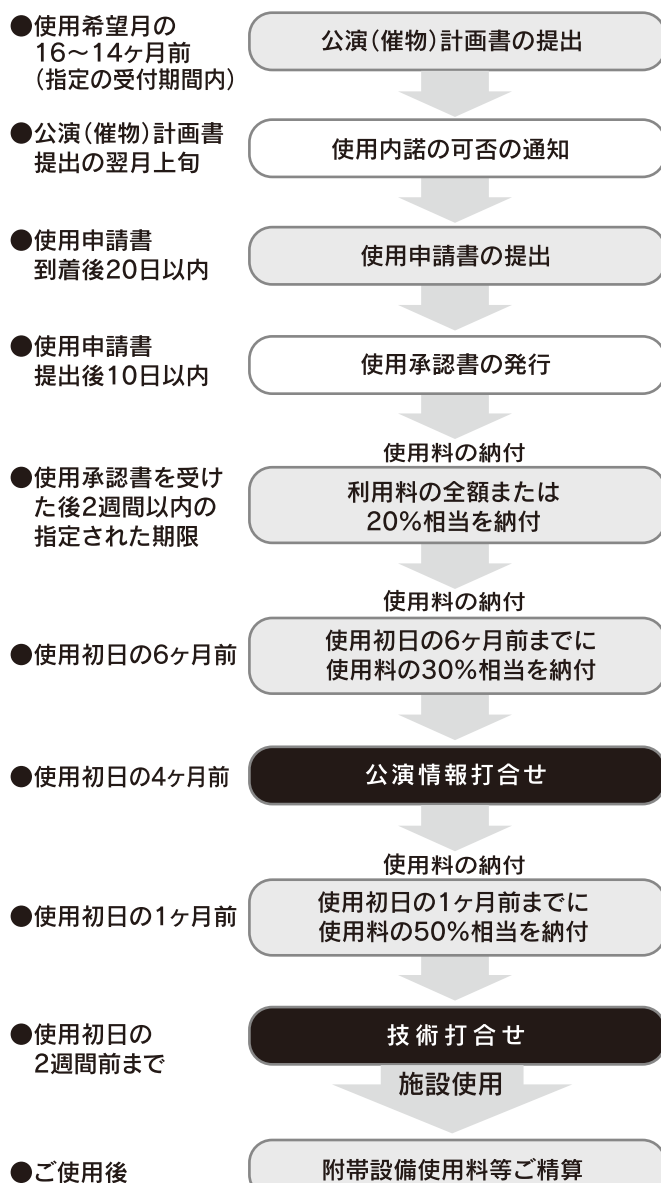 ●使用希望月の
16～14ヶ月前
（指定の受付期間内）
公演（催物）計画書の提出
●公演（催物）計画書
提出の翌月上旬
使用内諾の可否の通知
●使用申請書
到着後20日以内
使用申請書の提出
●使用申請書
提出後10日以内
使用承認書の発行
使用料の納付
●使用承認書を受け
た後2週間以内の
指定された期限
利用料の全額または
20%相当を納付
使用料の納付
●使用初日の6ヶ月前
使用初日の6ヶ月前までに
使用料の30%相当を納付
●使用初日の4ヶ月前
公演情報打合せ
使用料の納付
●使用初日の1ヶ月前
使用初日の1ヶ月前までに
使用料の50%相当を納付
●使用初日の
2週間前まで
技術打合せ
施設使用
●ご使用後
附帯設備使用料等ご精算